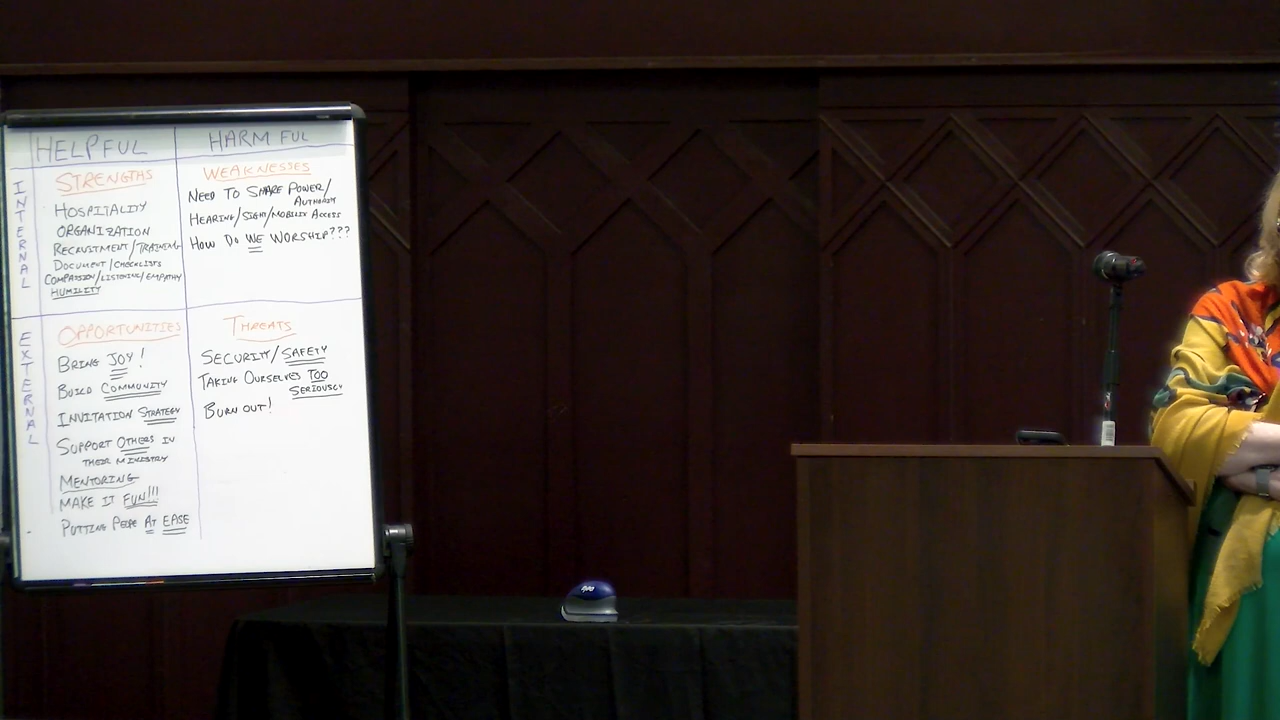 HELPFUL
HARMFUL
INTERNAL
STRENGTHS
HOSPITALITY
ORGANIZATION
RECRUITMENT/TRAINING
DOCUMENT/CHECKLISTS
COMPASSION/LISTENING/EMPATHY
HUMILITY
WEAKNESSES
NEED TO SHARE POWER/
AUTHORITY
HEARING/SIGHT/MOBILITY ACCESS
HOW DO WE WORSHIP???
EXTERNAL
OPPORTUNITIES
BRING JOY!
BUILD COMMUNITY
INVITATION STRATEGY
SUPPORT OTHERS IN
THEIR MINISTRY
MENTORING
MAKE IT FUN!!!
PUTTING PEOPLE AT EASE
THREATS
SECURITY/SAFETY
TAKING OURSELVES TOO
SERIOUSLY
BURN OUT!